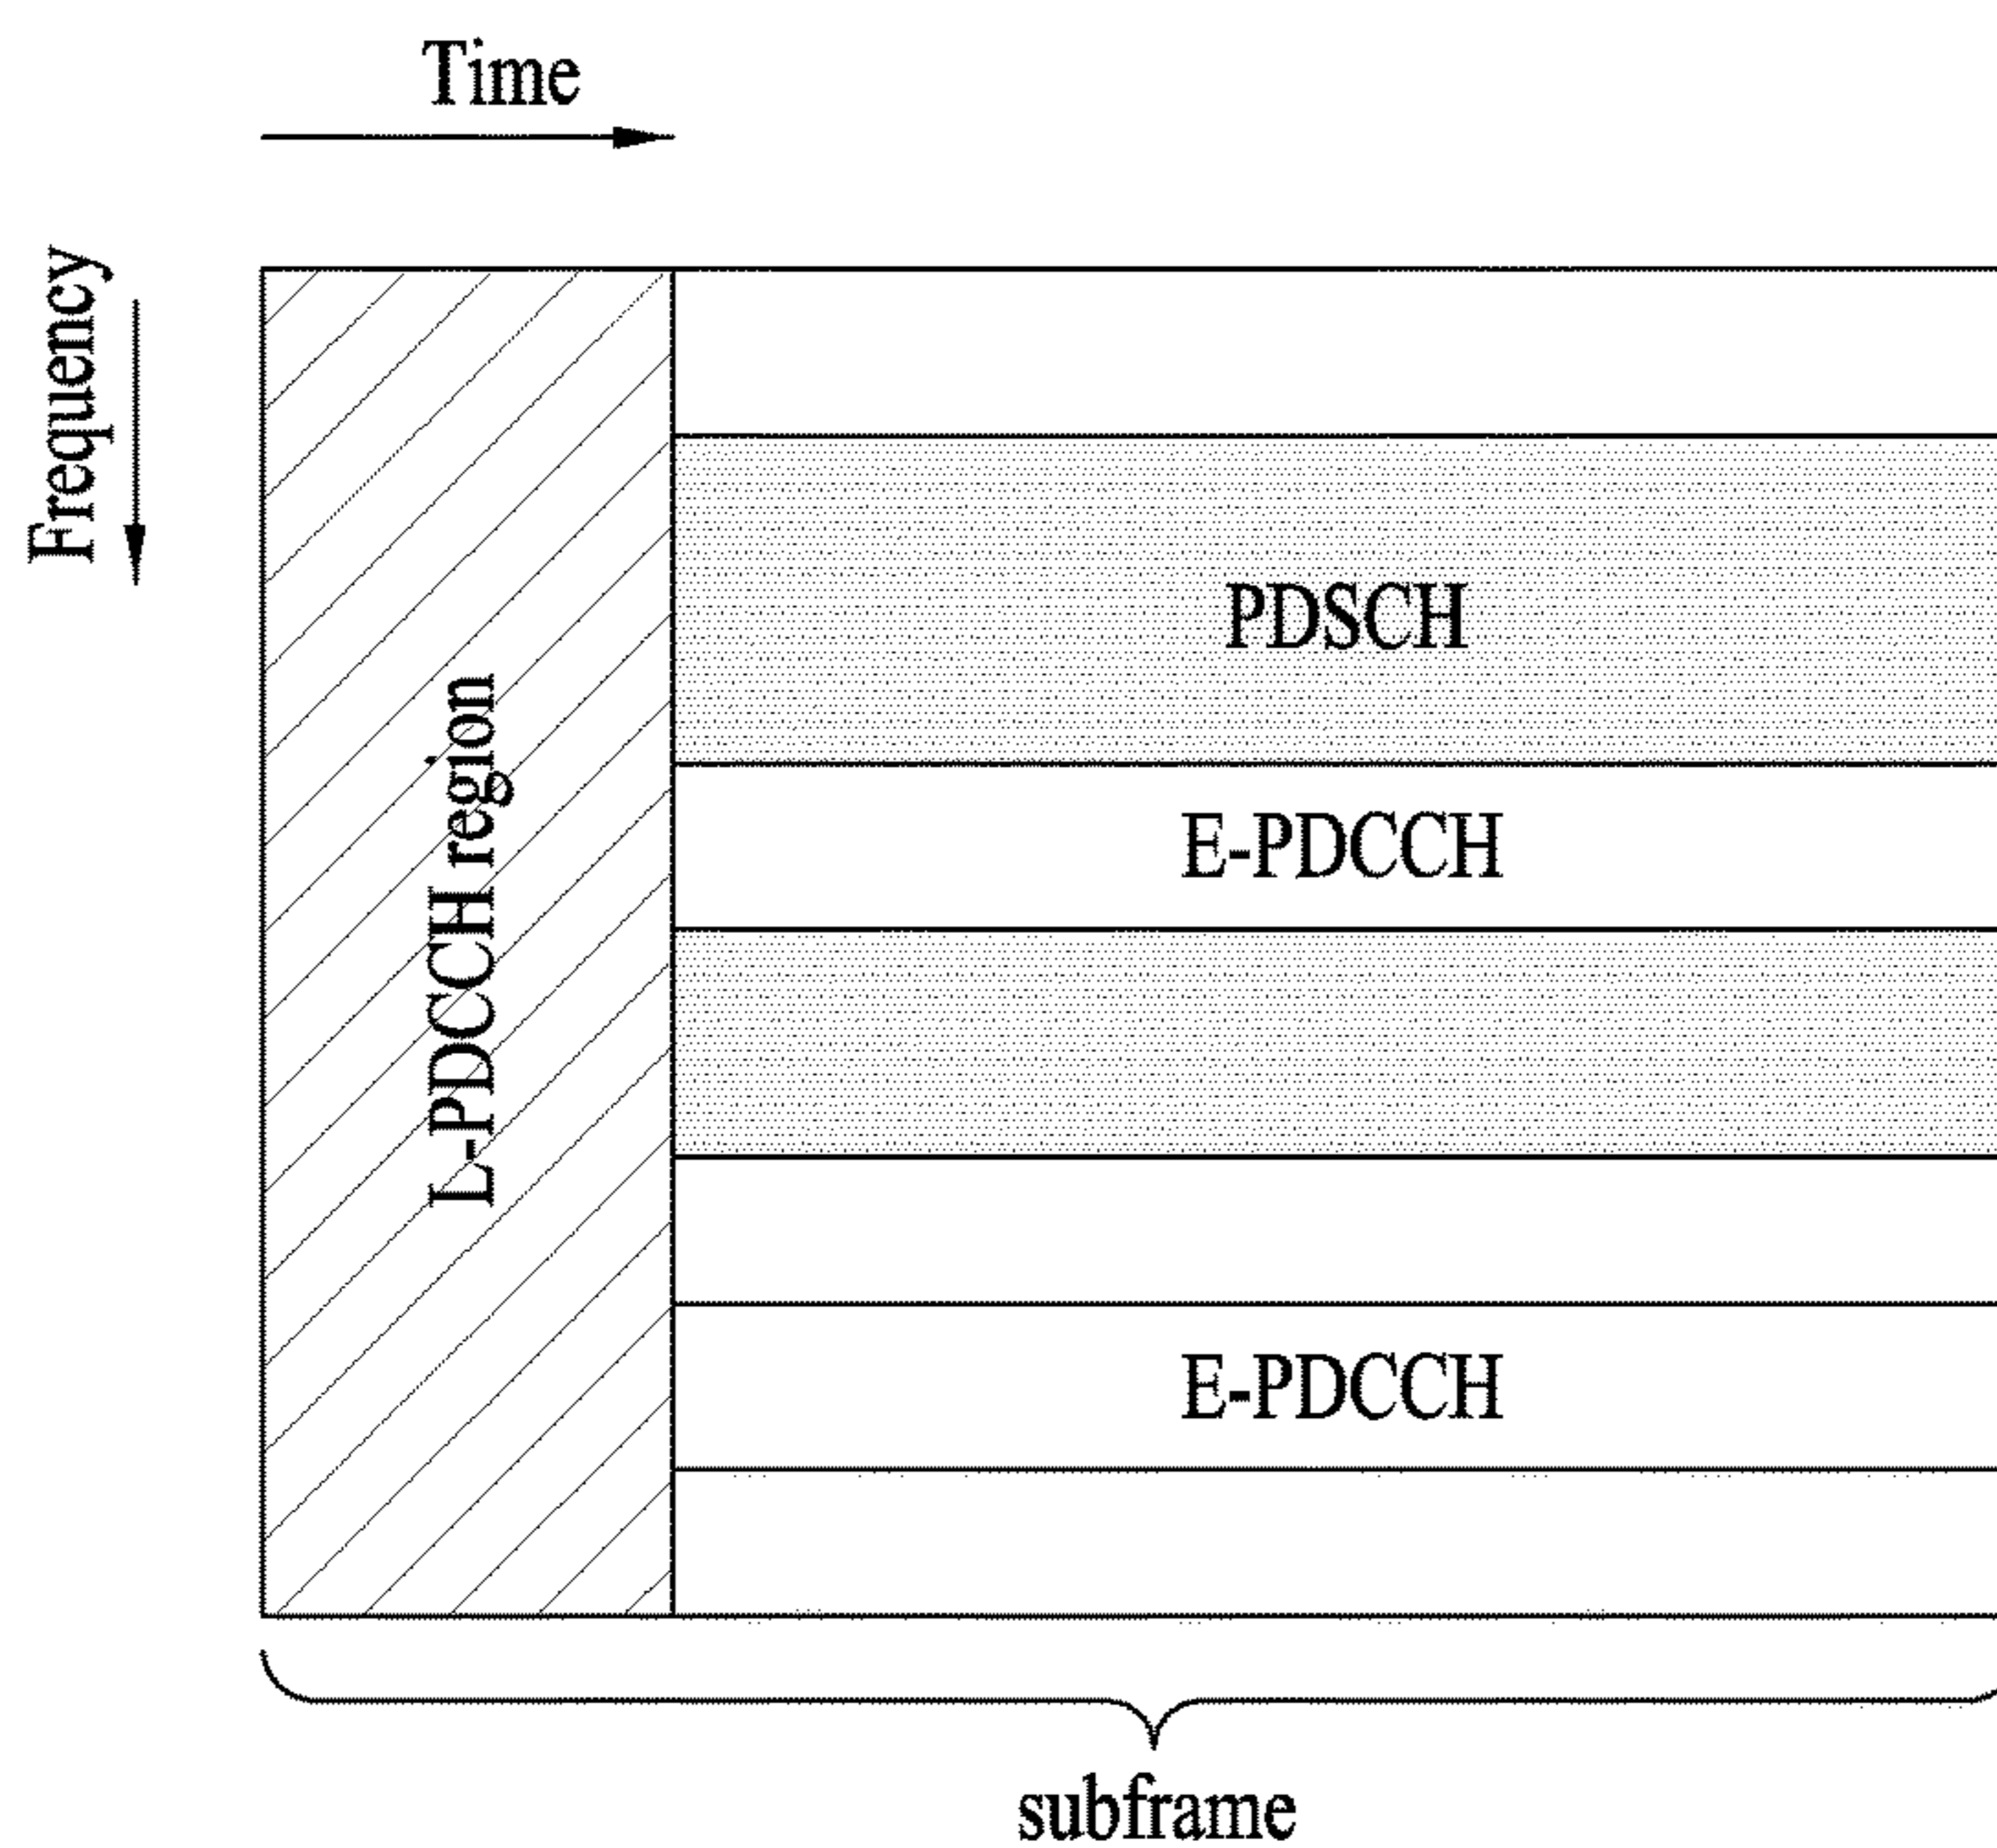 Time
Frequency
L-PDCCH region
PDSCH
E-PDCCH
E-PDCCH
subframe